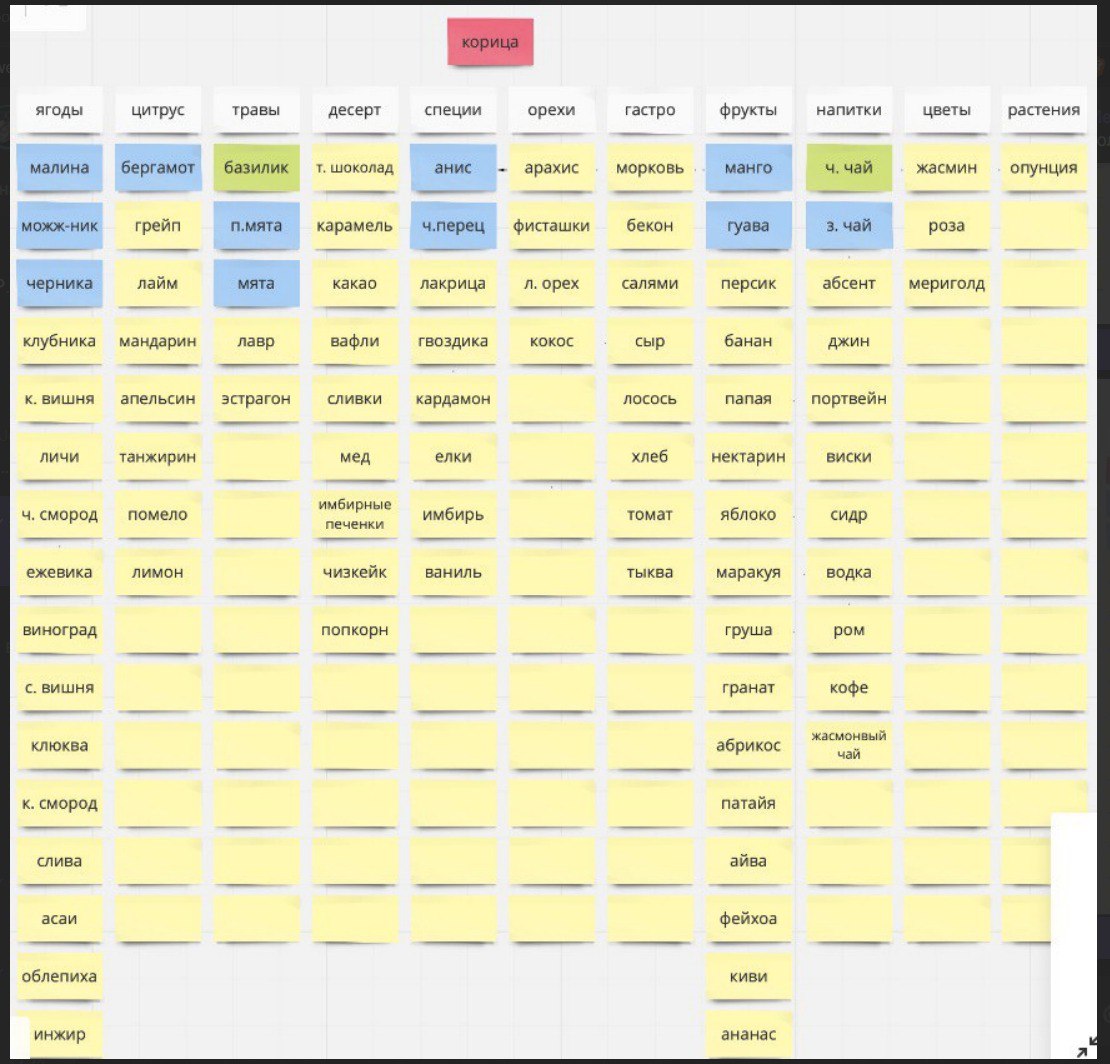 корица
ягоды цитрус травы десерт специи орехи гастро фрукты напитки цветы растения
малина бергамот базилик т. шоколад анис арахис морковь манго ч. чай жасмин опунция
можж-ник грейп п.мята карамель ч.перец фисташки бекон гуава з. чай роза
черника лайм мята какао лакрица л. орех салями персик абсент мериголд
клубника мандарин лавр вафли гвоздика кокос сыр банан джин
к. вишня апельсин эстрагон сливки кардамон лосось папая портвейн
личи танжирин мед елки хлеб нектарин виски
ч. смород помело имбирные печенки имбирь томат яблоко сидр
ежевика лимон чизкейк ваниль тыква маракуя водка
виноград попкорн груша ром
с. вишня гранат кофе
клюква абрикос жасмонвый чай
к. смород патайя
слива айва
асаи фейхоа
облепиха киви
инжир ананас